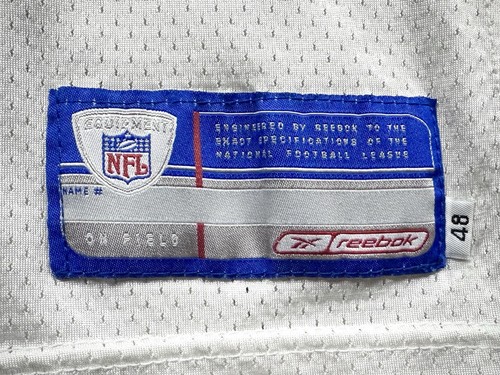 EQUIPMENT
NFL
ENGINEERED BY REEBOK TO THE
EXACT SPECIFICATIONS OF THE
NATIONAL FOOTBALL LEAGUE
NAME #
ON FIELD
Reebok
48